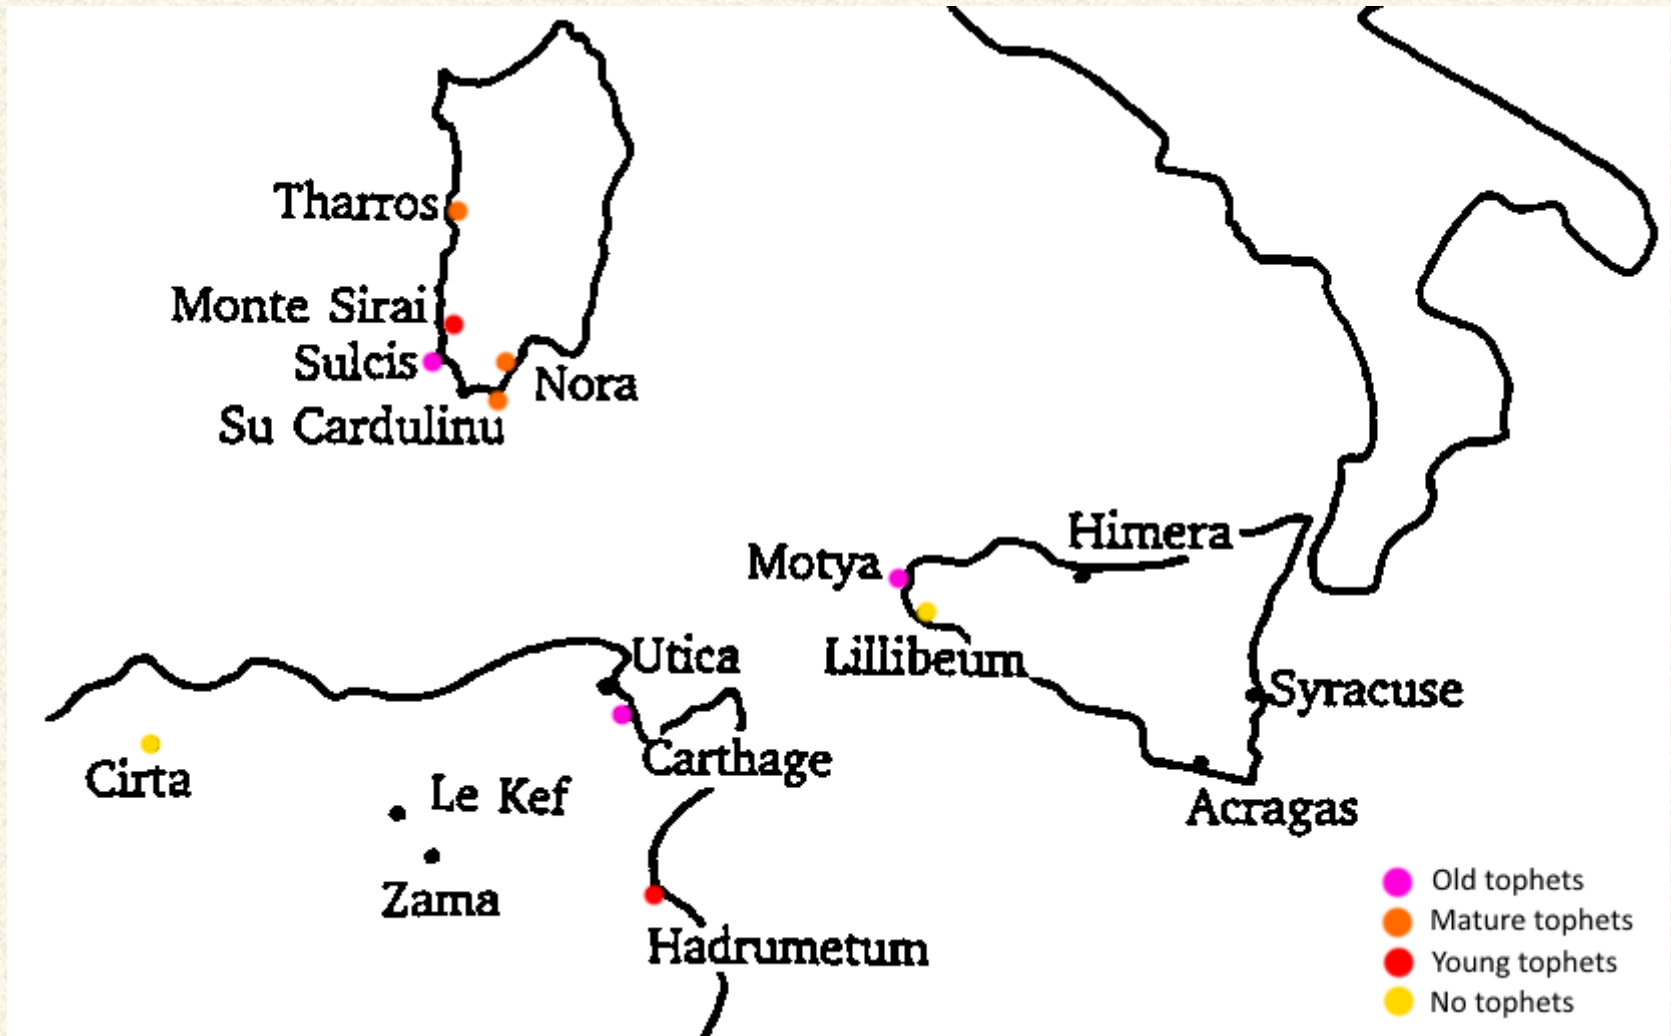 Tharros
Monte Sirai
Sulcis
Nora
Su Cardulinu
Himera
Motya
Utica
Lillibeum
Syracuse
Carthage
Cirta
Le Kef
Acragas
Zama
Hadrumetum
Old tophets
Mature tophets
Young tophets
No tophets